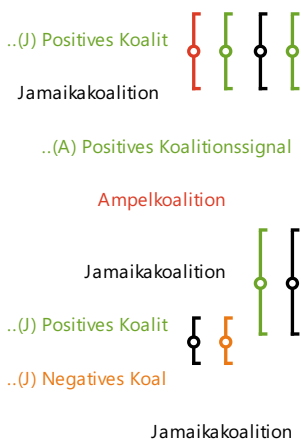 ..(J) Positives Koalit
Jamaikakoalition
..(A) Positives Koalitionssignal
Ampelkoalition
Jamaikakoalition
..(J) Positives Koalit
..(J) Negatives Koal
Jamaikakoalition